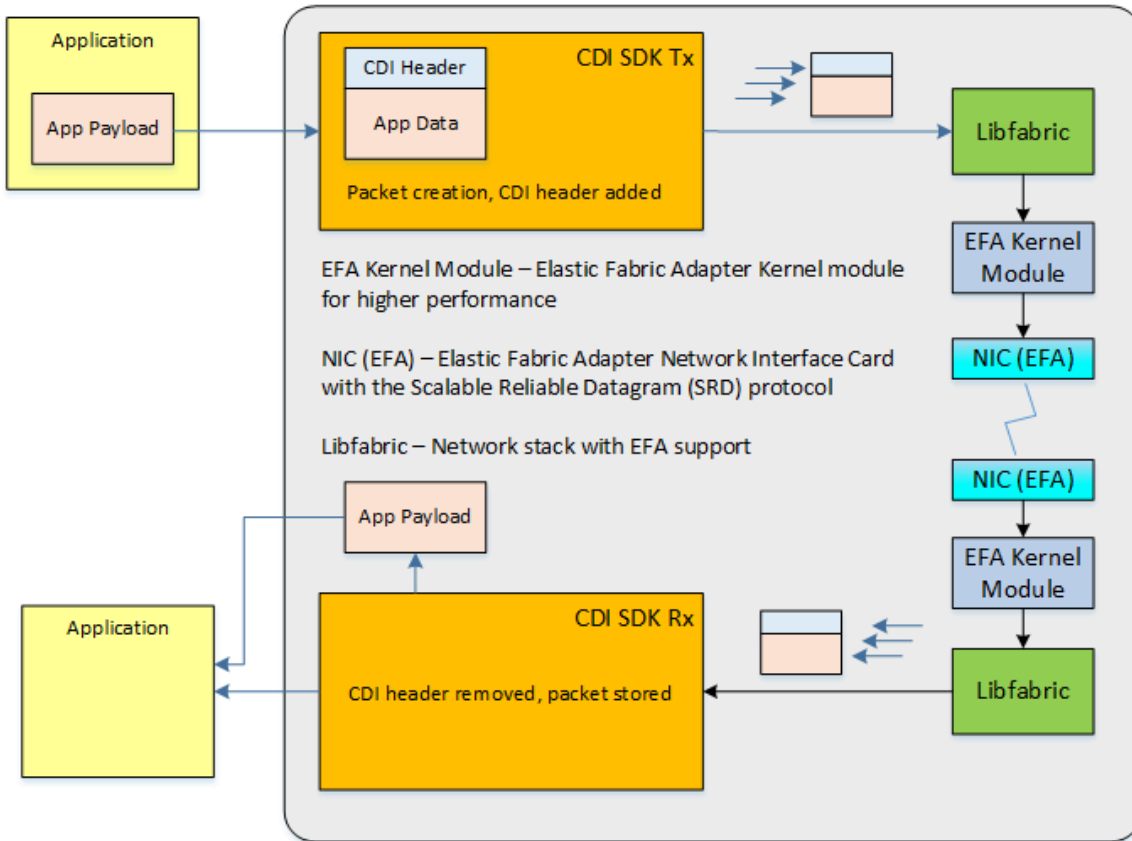 Application
App Payload
CDI Header
App Data
CDI SDK Tx
Packet creation, CDI header added
Libfabric
EFA Kernel
Module
NIC (EFA)
EFA Kernel Module – Elastic Fabric Adapter Kernel module
for higher performance
NIC (EFA) – Elastic Fabric Adapter Network Interface Card
with the Scalable Reliable Datagram (SRD) protocol
Libfabric – Network stack with EFA support
NIC (EFA)
EFA Kernel
Module
Libfabric
App Payload
CDI SDK Rx
CDI header removed, packet stored
Application